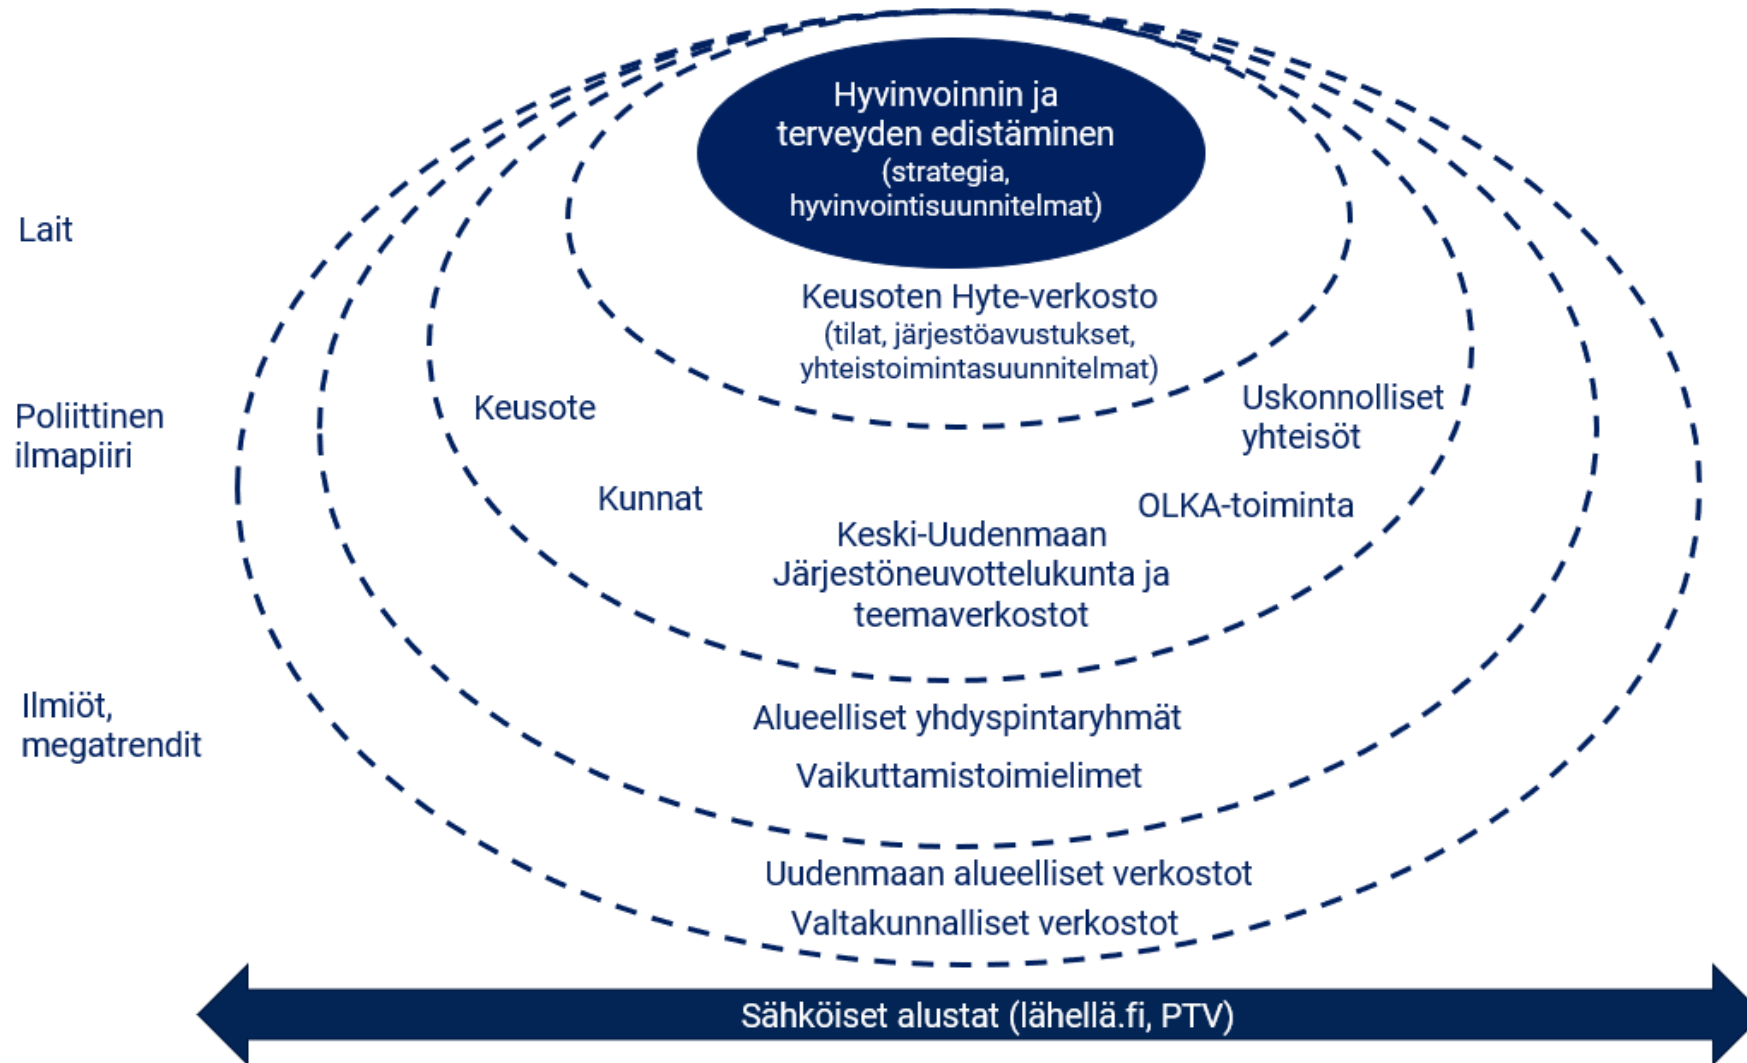 Hyvinvoinnin ja
terveyden edistäminen
(strategia,
hyvinvointisuunnitelmat)
Lait
Keusoten Hyte-verkosto
(tilat, järjestöavustukset,
yhteistoimintasuunnitelmat)
Poliittinen
ilmapiiri
Keusote
Uskonnolliset
yhteisöt
Kunnat
OLKA-toiminta
Keski-Uudenmaan
Järjestöneuvottelukunta ja
teemaverkostot
Ilmiöt,
megatrendit
Alueelliset yhdyspintaryhmät
Vaikuttamistoimielimet
Uudenmaan alueelliset verkostot
Valtakunnalliset verkostot
Sähköiset alustat (lähellä.fi, PTV)